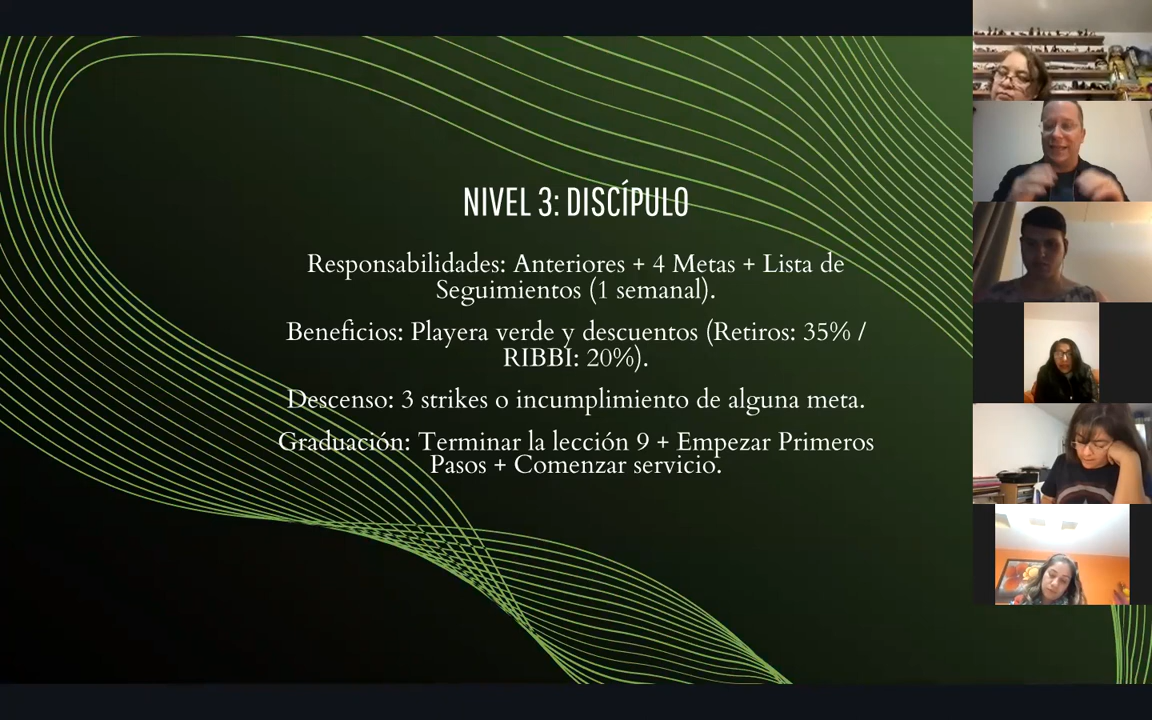 NIVEL 3: DISCÍPULO
Responsabilidades: Anteriores + 4 Metas + Lista de
Seguimientos (1 semanal).
Beneficios: Playera verde y descuentos (Retiros: 35% /
RIBBI: 20%).
Descenso: 3 strikes o incumplimiento de alguna meta.
Graduación: Terminar la lección 9 + Empezar Primeros
Pasos + Comenzar servicio.